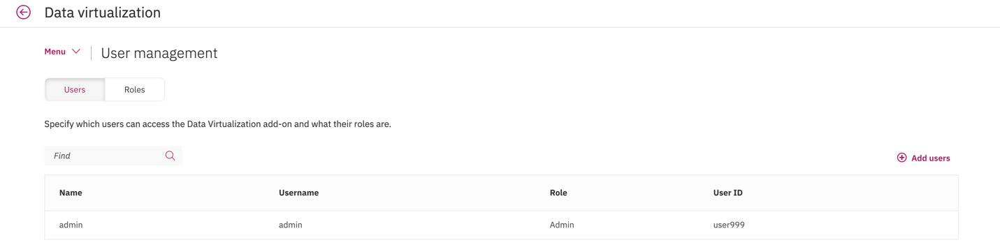 Data virtualization
Menu User management
Users Roles
Specify which users can access the Data Virtualization add-on and what their roles are.
Find
Add users
Name Username Role User ID
admin admin Admin user999